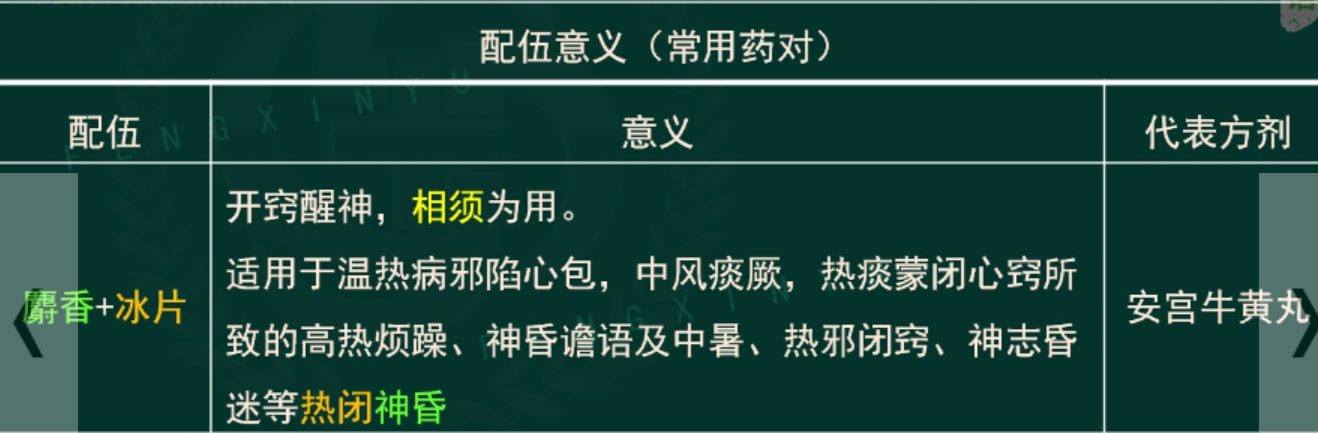 配伍意义（常用药对）
配伍
意义
代表方剂
麝香+冰片
开窍醒神，相须为用。
适用于温热病邪陷心包，中风痰厥，热痰蒙闭心窍所
致的高热烦躁、神昏谵语及中暑、热邪闭窍、神志昏
迷等热闭神昏
安宫牛黄丸
FENGXINYU